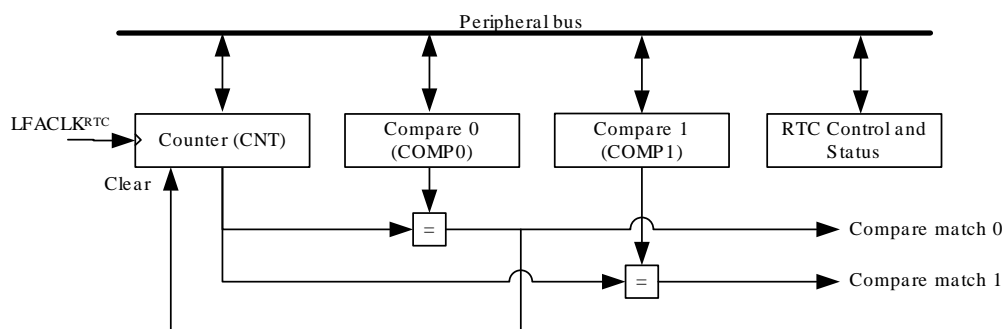 Peripheral bus
LFACLKRTC
Counter (CNT)
Compare 0
(COMP0)
Compare 1
(COMP1)
RTC Control and
Status
Clear
=
Compare match 0
=
Compare match 1